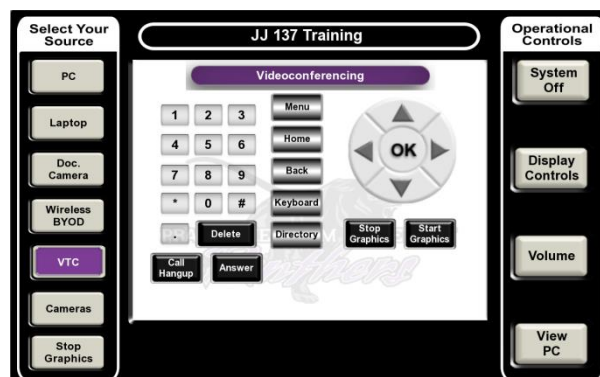 Select Your
Source
PC
Laptop
Doc.
Camera
Wireless
BYOD
VTC
Cameras
Stop
Graphics
JJ 137 Training
Videoconferencing
1 2 3
4 5 6
7 8 9
* 0 #
. Delete
Call
Hangup
Answer
Menu
Home
Back
Keyboard
Directory
OK
Stop
Graphics
Start
Graphics
Operational
Controls
System
Off
Display
Controls
Volume
View
PC